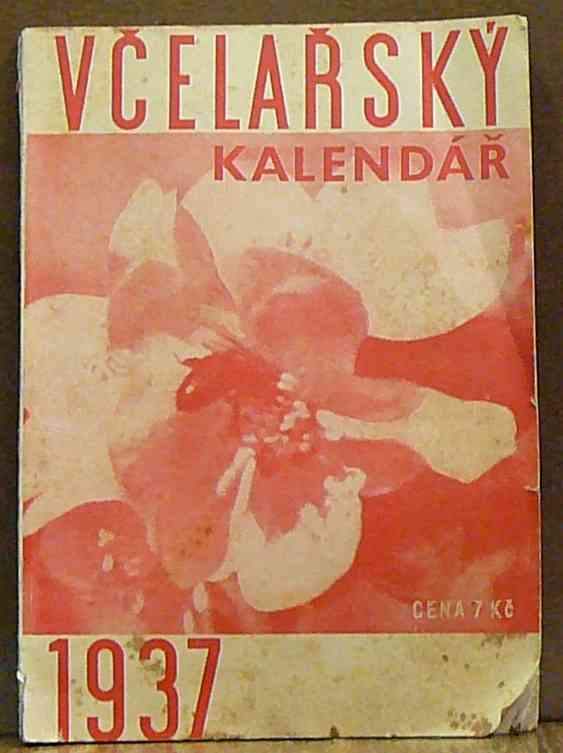 VČELAŘSKÝ
KALENDÁŘ
CENA 7 Kč
1937